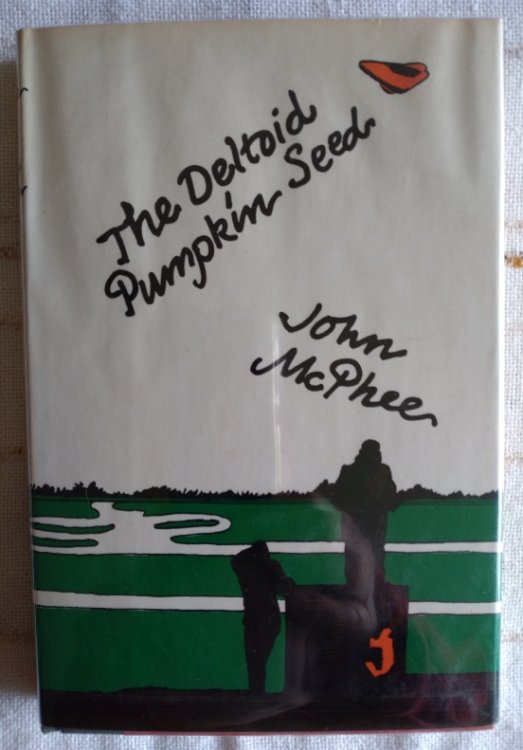 The Deltoid
Pumpkin Seed
John
McPhee